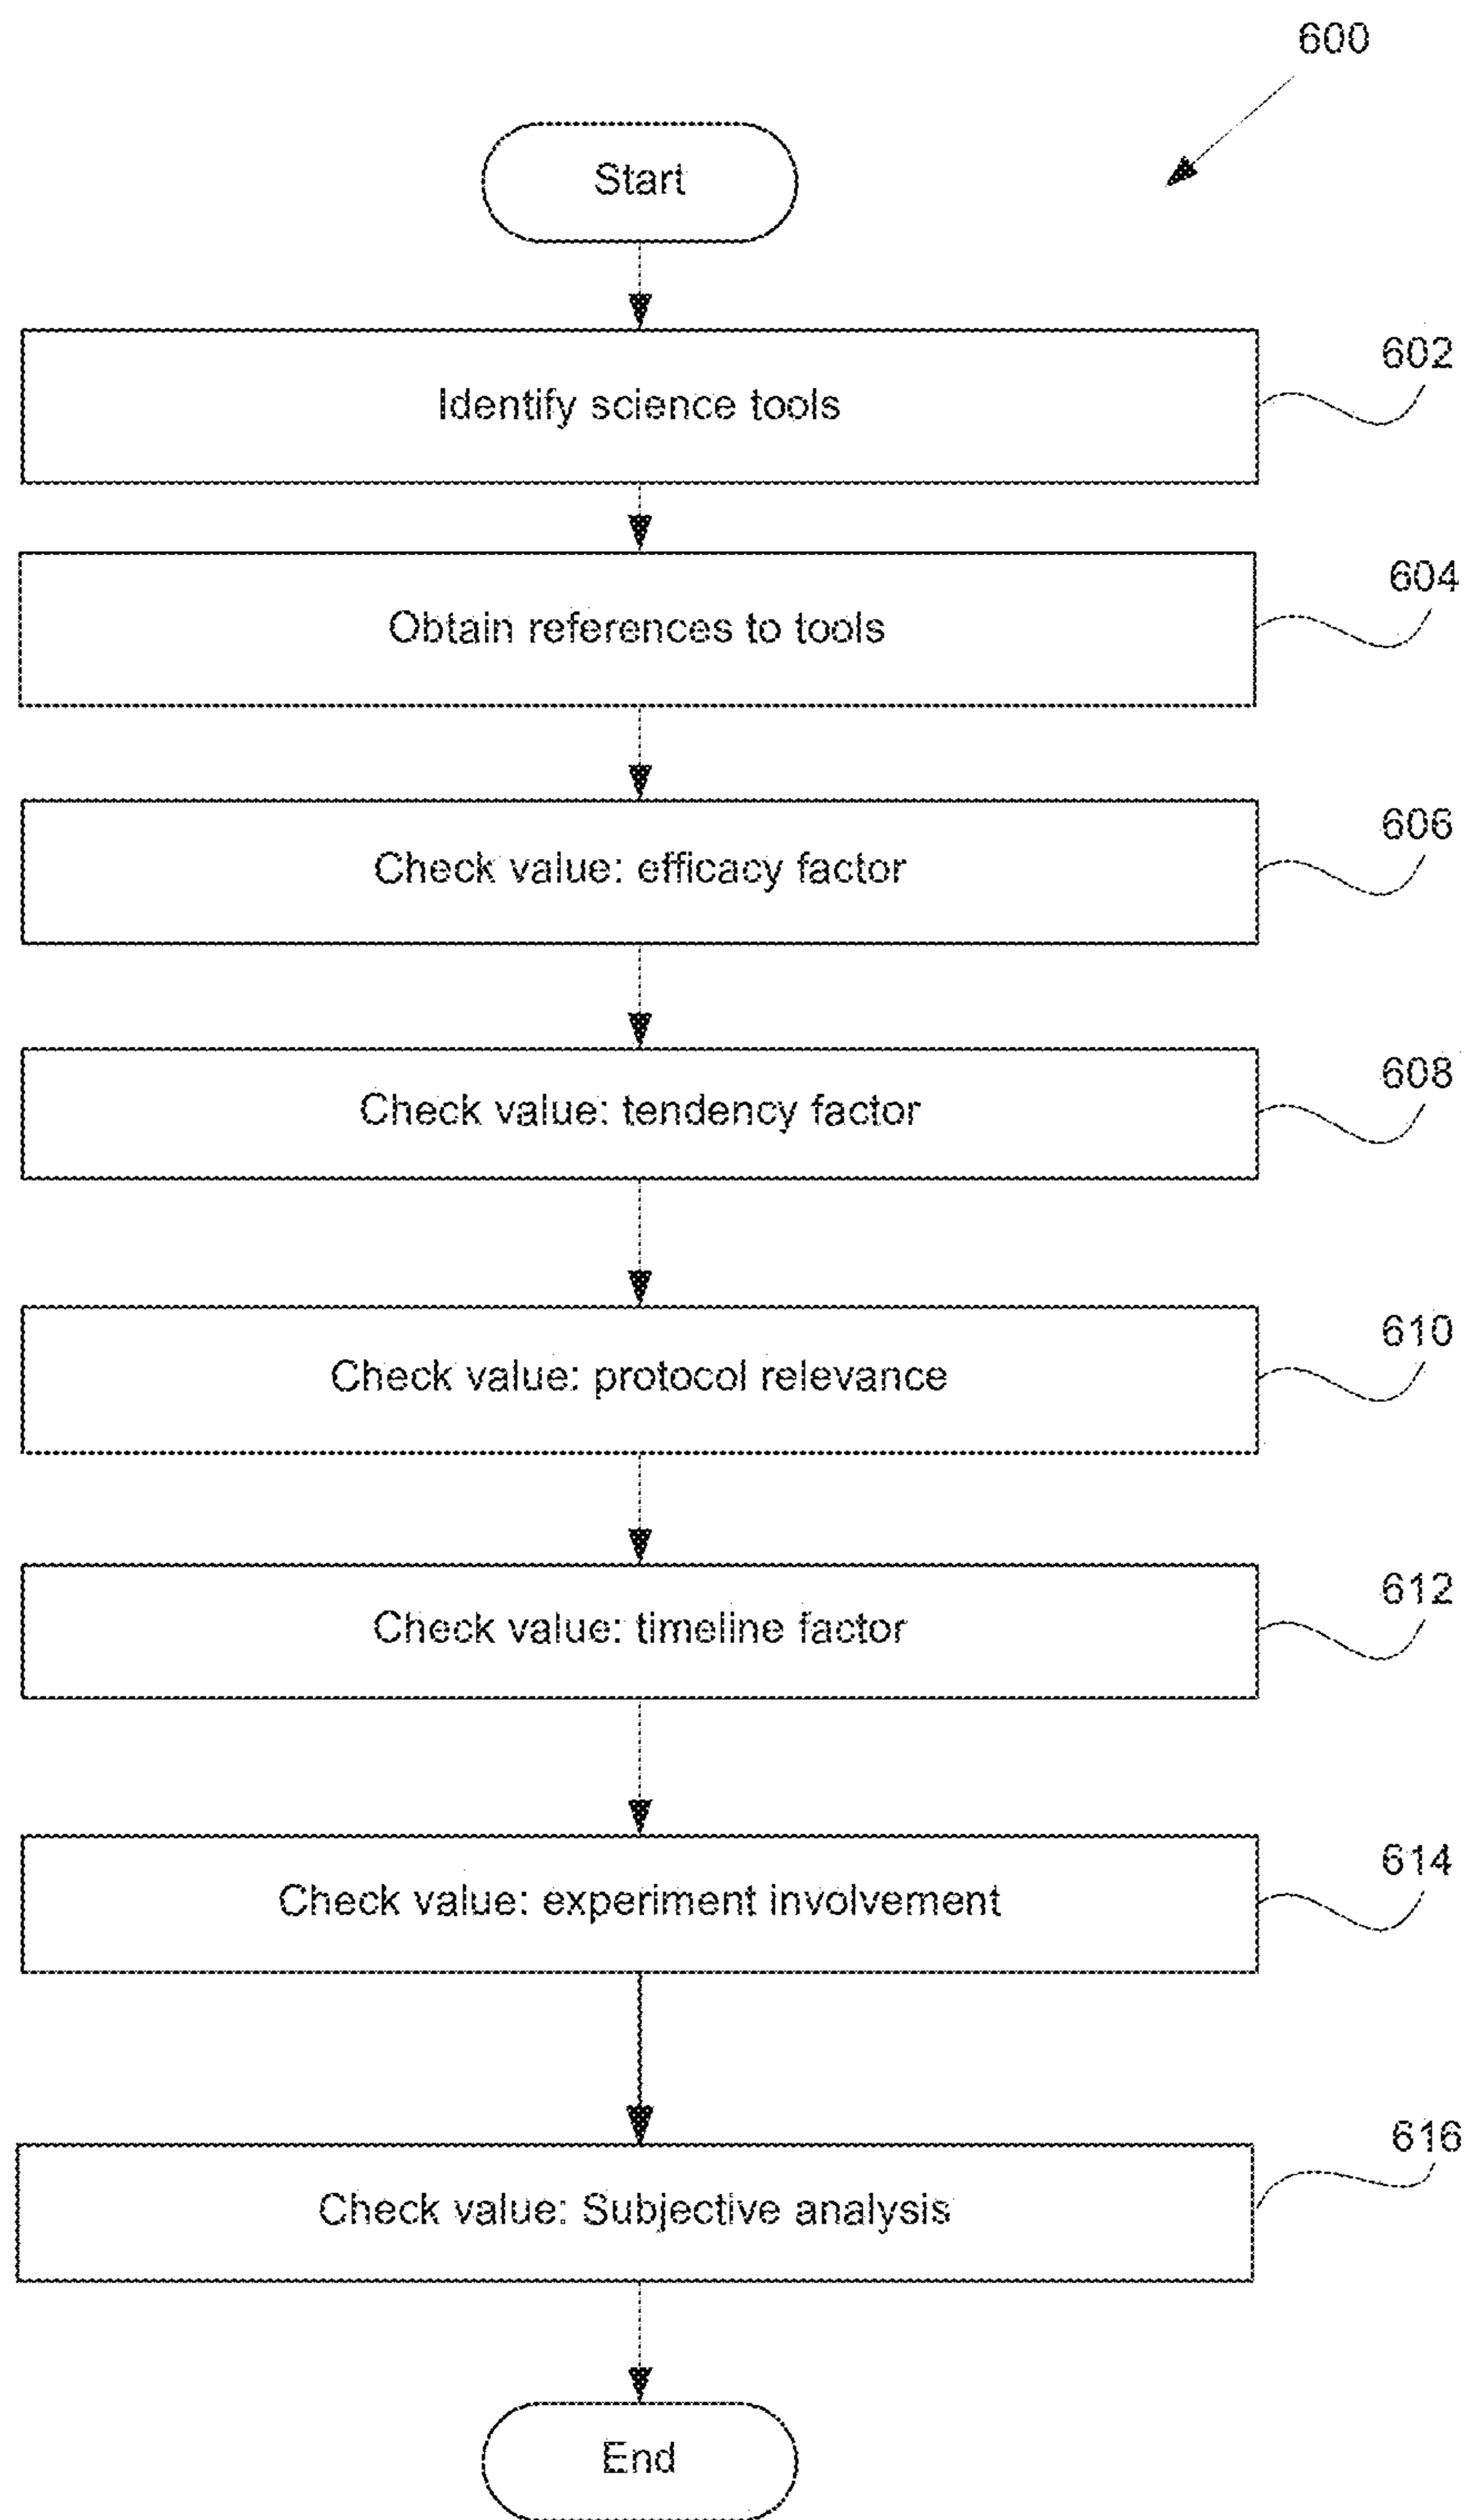 600
Start
602
Identify science tools
604
Obtain references to tools
606
Check value: efficacy factor
608
Check value: tendency factor
610
Check value: protocol relevance
612
Check value: timeline factor
614
Check value: experiment involvement
616
Check value: Subjective analysis
End